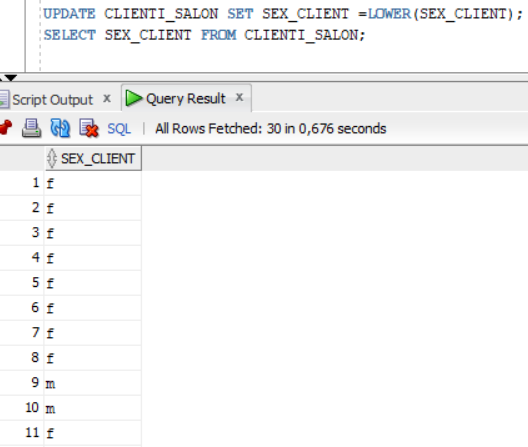 UPDATE CLIENTI_SALON SET SEX_CLIENT =LOWER(SEX_CLIENT);
SELECT SEX_CLIENT FROM CLIENTI_SALON;
Script Output x Query Result x
SQL | All Rows Fetched: 30 in 0,676 seconds
SEX_CLIENT
1 f
2 f
3 f
4 f
5 f
6 f
7 f
8 f
9 m
10 m
11 f